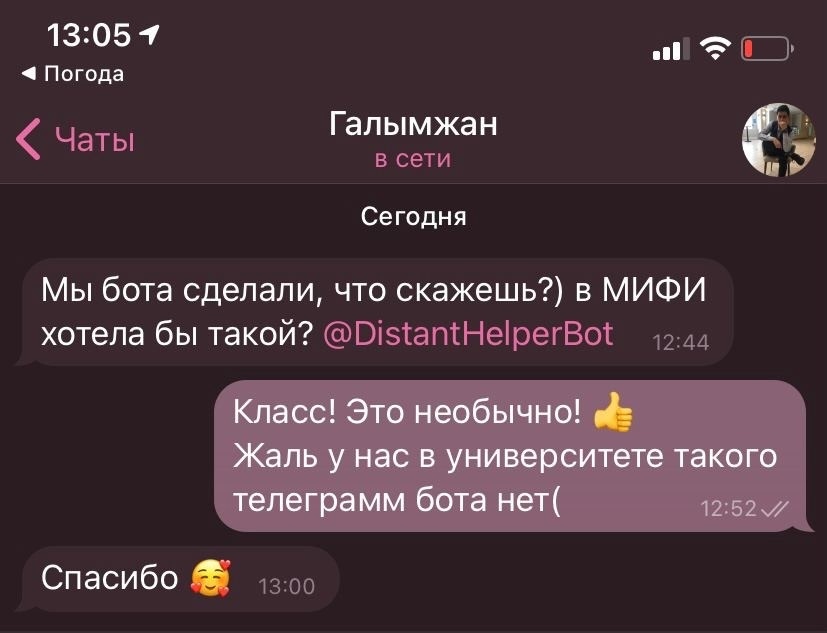 13:05
◀ Погода
Чаты
Галымжан
в сети
Сегодня
Мы бота сделали, что скажешь?) в МИФИ
хотела бы такой? @DistantHelperBot 12:44
Класс! Это необычно! 👍
Жаль у нас в университете такого
телеграмм бота нет( 12:52
Спасибо 🥰 13:00